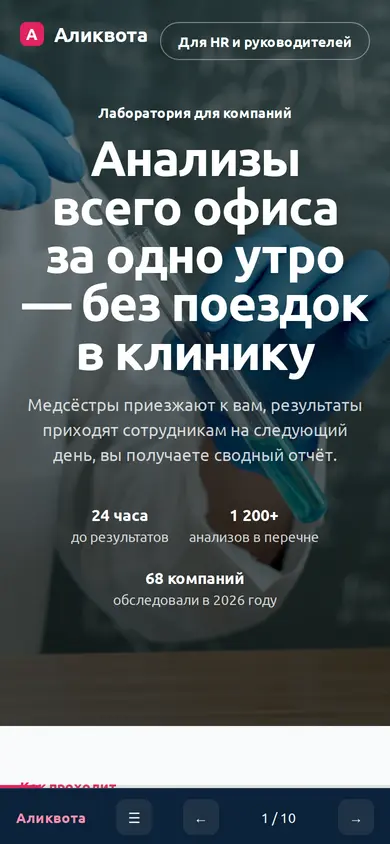 А Аликвота
Для HR и руководителей
Лаборатория для компаний
Анализы
всего офиса
за одно утро
— без поездок
в клинику
Медсёстры приезжают к вам, результаты
приходят сотрудникам на следующий
день, вы получаете сводный отчёт.
24 часа
до результатов
1 200+
анализов в перечне
68 компаний
обследовали в 2026 году
Как проходит
Аликвота
☰ ← 1 / 10 →